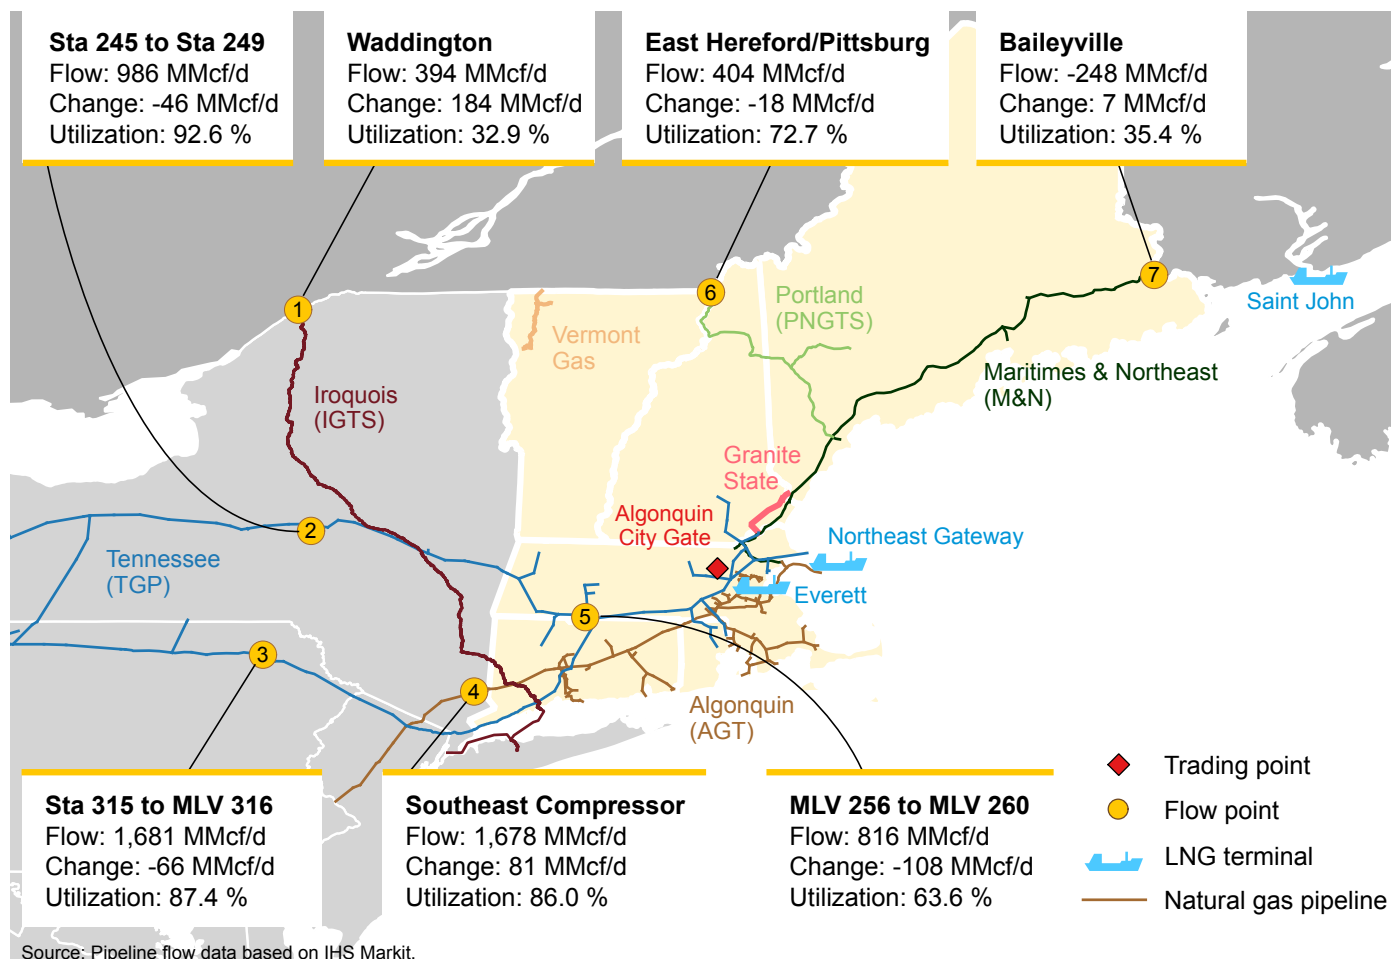 Sta 245 to Sta 249
Flow: 986 MMcf/d
Change: -46 MMcf/d
Utilization: 92.6 %
Waddington
Flow: 394 MMcf/d
Change: 184 MMcf/d
Utilization: 32.9 %
East Hereford/Pittsburg
Flow: 404 MMcf/d
Change: -18 MMcf/d
Utilization: 72.7 %
Baileyville
Flow: -248 MMcf/d
Change: 7 MMcf/d
Utilization: 35.4 %
7
6
1
Saint John
Portland
(PNGTS)
Vermont
Gas
Maritimes & Northeast
(M&N)
Iroquois
(IGTS)
Granite
State
Algonquin
City Gate
2
Northeast Gateway
Tennessee
(TGP)
Everett
5
3
4
Algonquin
(AGT)
Sta 315 to MLV 316
Flow: 1,681 MMcf/d
Change: -66 MMcf/d
Utilization: 87.4 %
Southeast Compressor
Flow: 1,678 MMcf/d
Change: 81 MMcf/d
Utilization: 86.0 %
MLV 256 to MLV 260
Flow: 816 MMcf/d
Change: -108 MMcf/d
Utilization: 63.6 %
Trading point
Flow point
LNG terminal
Natural gas pipeline
Source: Pipeline flow data based on IHS Markit.